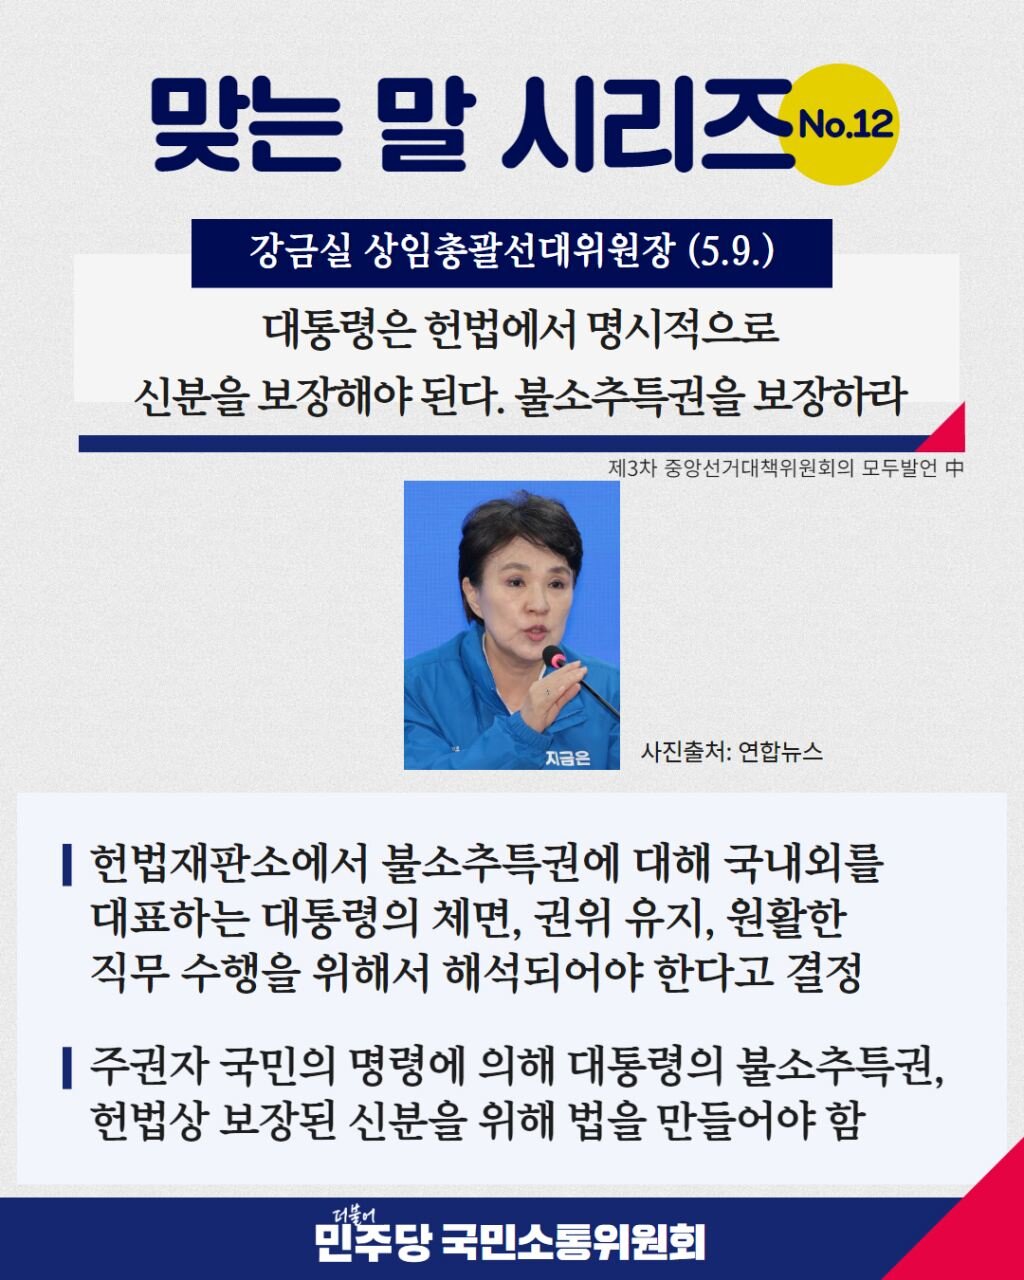 맞는 말 시리즈 No.12
강금실 상임총괄선대위원장 (5.9.)
대통령은 헌법에서 명시적으로
신분을 보장해야 된다. 불소추특권을 보장하라
제3차 중앙선거대책위원회의 모두발언 中
지금은
사진출처: 연합뉴스
헌법재판소에서 불소추특권에 대해 국내외를
대표하는 대통령의 체면, 권위 유지, 원활한
직무 수행을 위해서 해석되어야 한다고 결정
주권자 국민의 명령에 의해 대통령의 불소추특권,
헌법상 보장된 신분을 위해 법을 만들어야 함
더불어
민주당 국민소통위원회